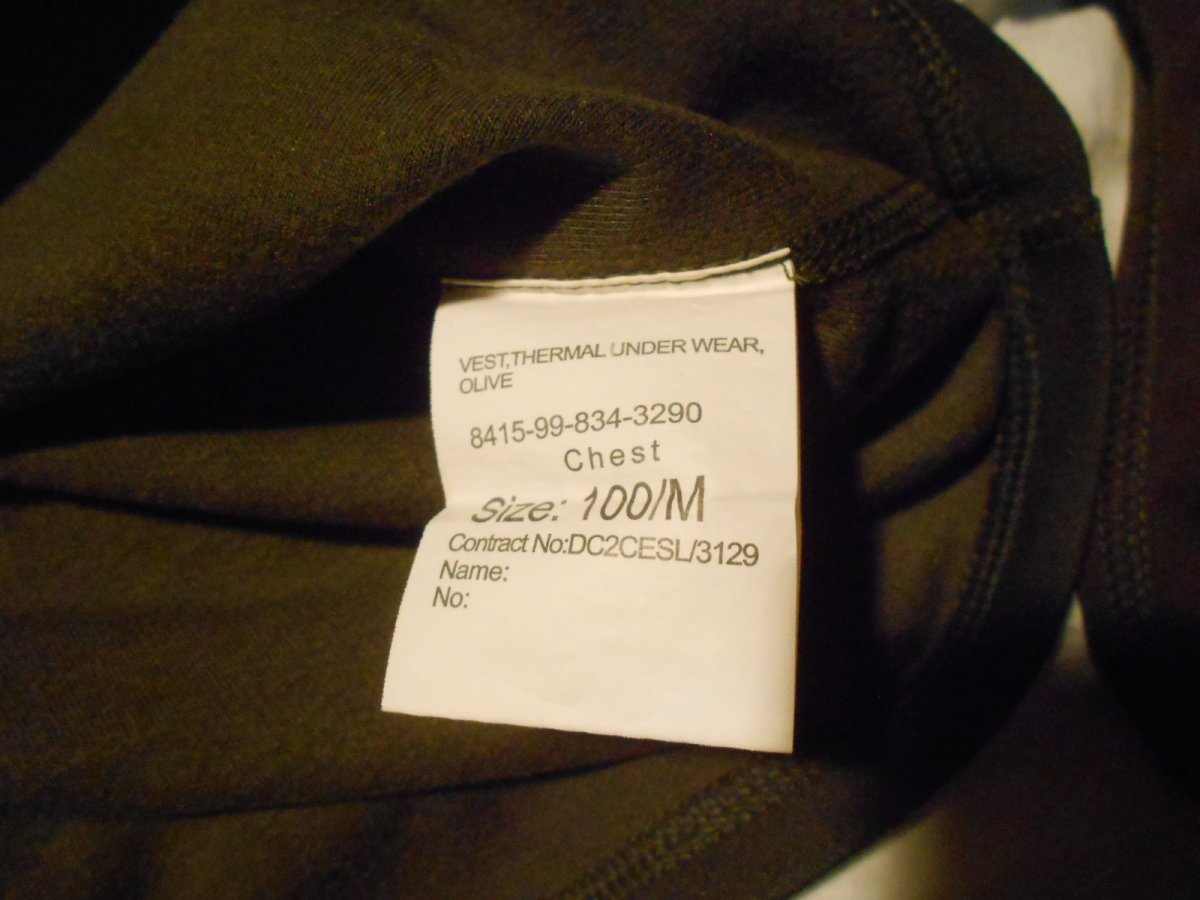 VEST,THERMAL UNDER WEAR,
OLIVE
8415-99-834-3290
Chest
Size: 100/M
Contract No:DC2CESL/3129
Name:
No: